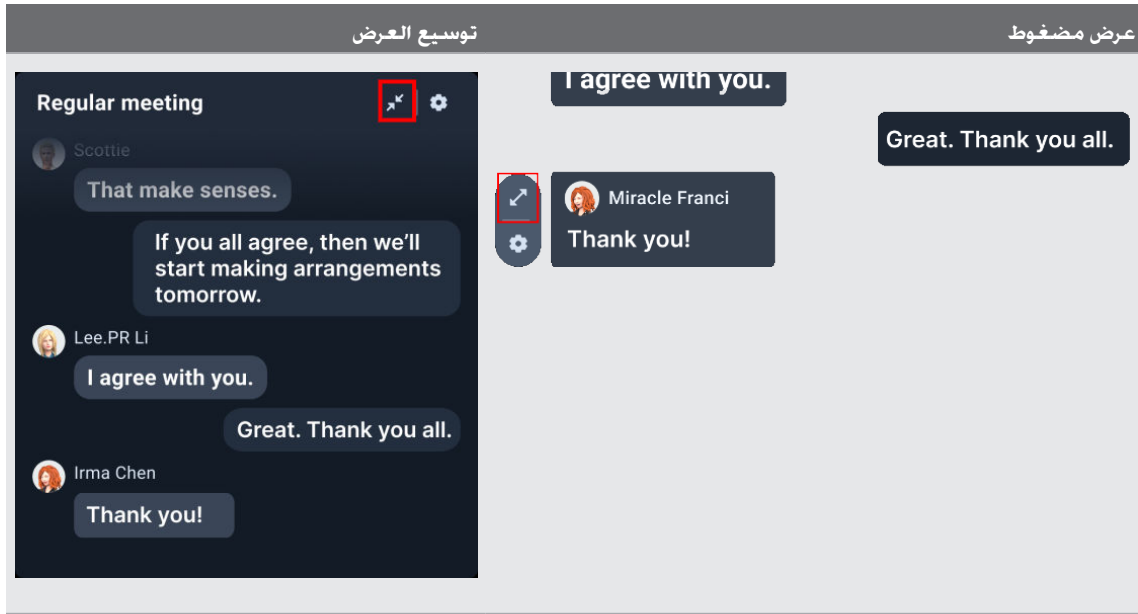 عرض مضغوط
توسيع العرض
I agree with you.
Great. Thank you all.
Miracle Franci
Thank you!
Regular meeting
Scottie
That make senses.
If you all agree, then we'll
start making arrangements
tomorrow.
Lee.PR Li
I agree with you.
Great. Thank you all.
Irma Chen
Thank you!